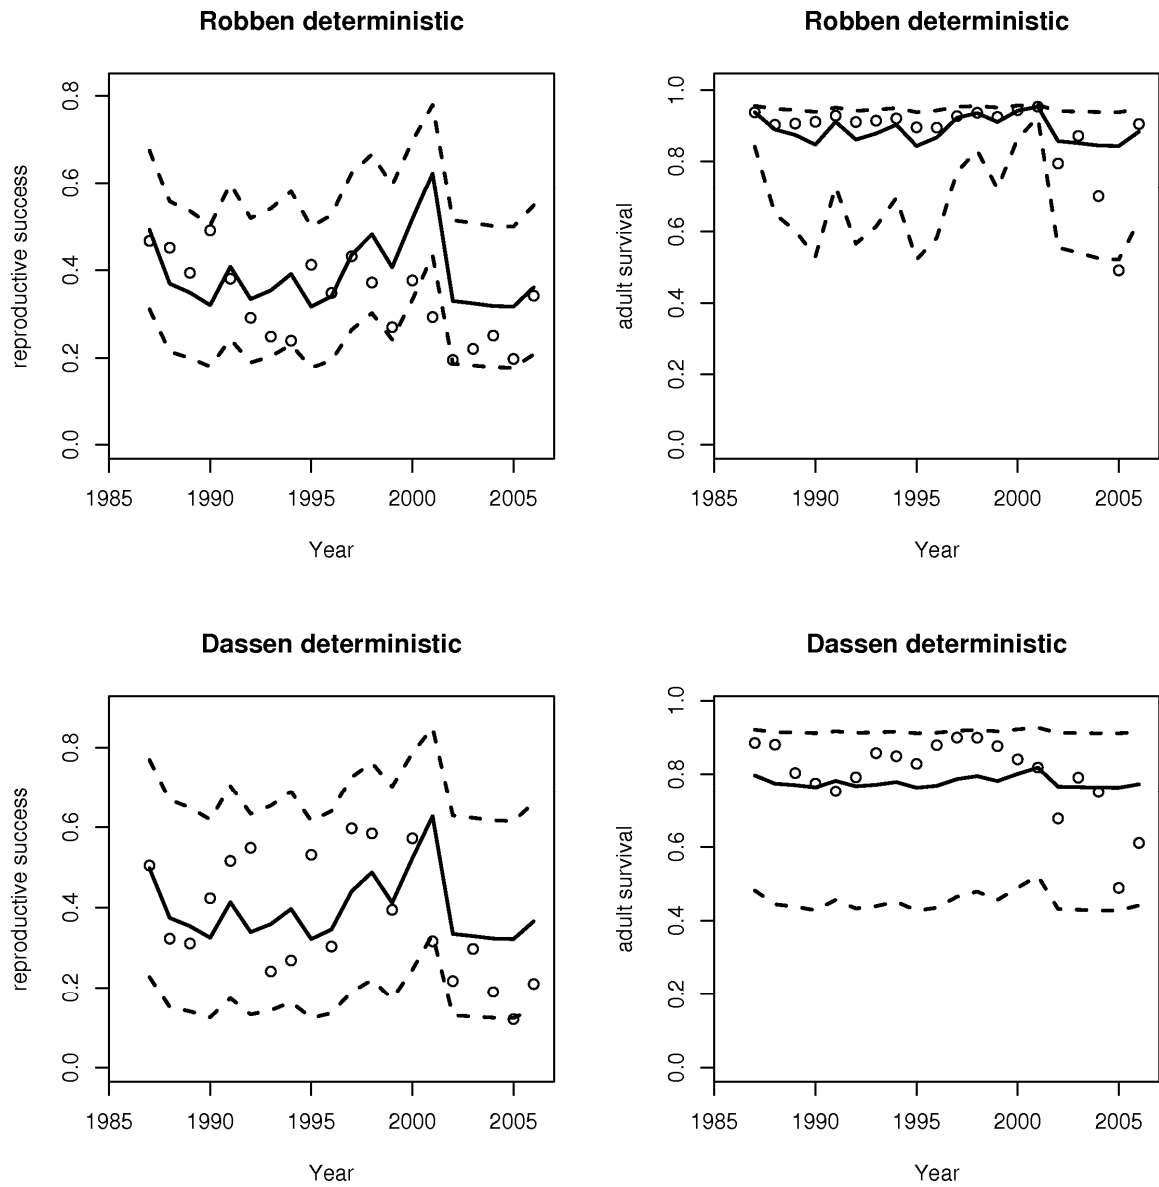 Robben deterministic
reproductive success
0.0 0.2 0.4 0.6 0.8
1985 1990 1995 2000 2005
Year
Robben deterministic
adult survival
0.0 0.2 0.4 0.6 0.8 1.0
1985 1990 1995 2000 2005
Year
Dassen deterministic
reproductive success
0.0 0.2 0.4 0.6 0.8
1985 1990 1995 2000 2005
Year
Dassen deterministic
adult survival
0.0 0.2 0.4 0.6 0.8 1.0
1985 1990 1995 2000 2005
Year